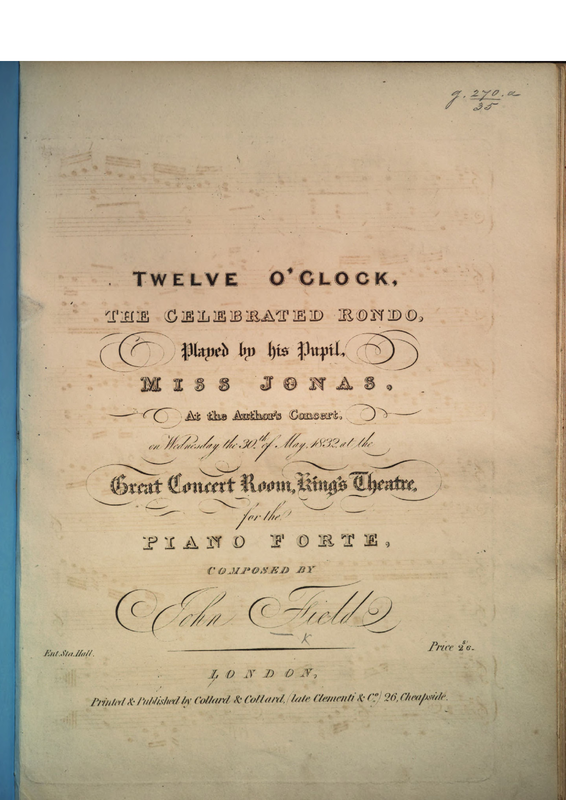 g. 270. a
35
TWELVE O'CLOCK,
THE CELEBRATED RONDO,
Played by his Pupil,
MISS JONAS,
At the Author's Concert,
on Wednesday the 30th of May, 1832, at the
Great Concert Room, King's Theatre,
for the
PIANO FORTE,
COMPOSED BY
John Field
K
Ent. Sta. Hall.
Price
LONDON,
Printed & Published by Collard & Collard, (late Clementi & Co.) 26, Cheapside.